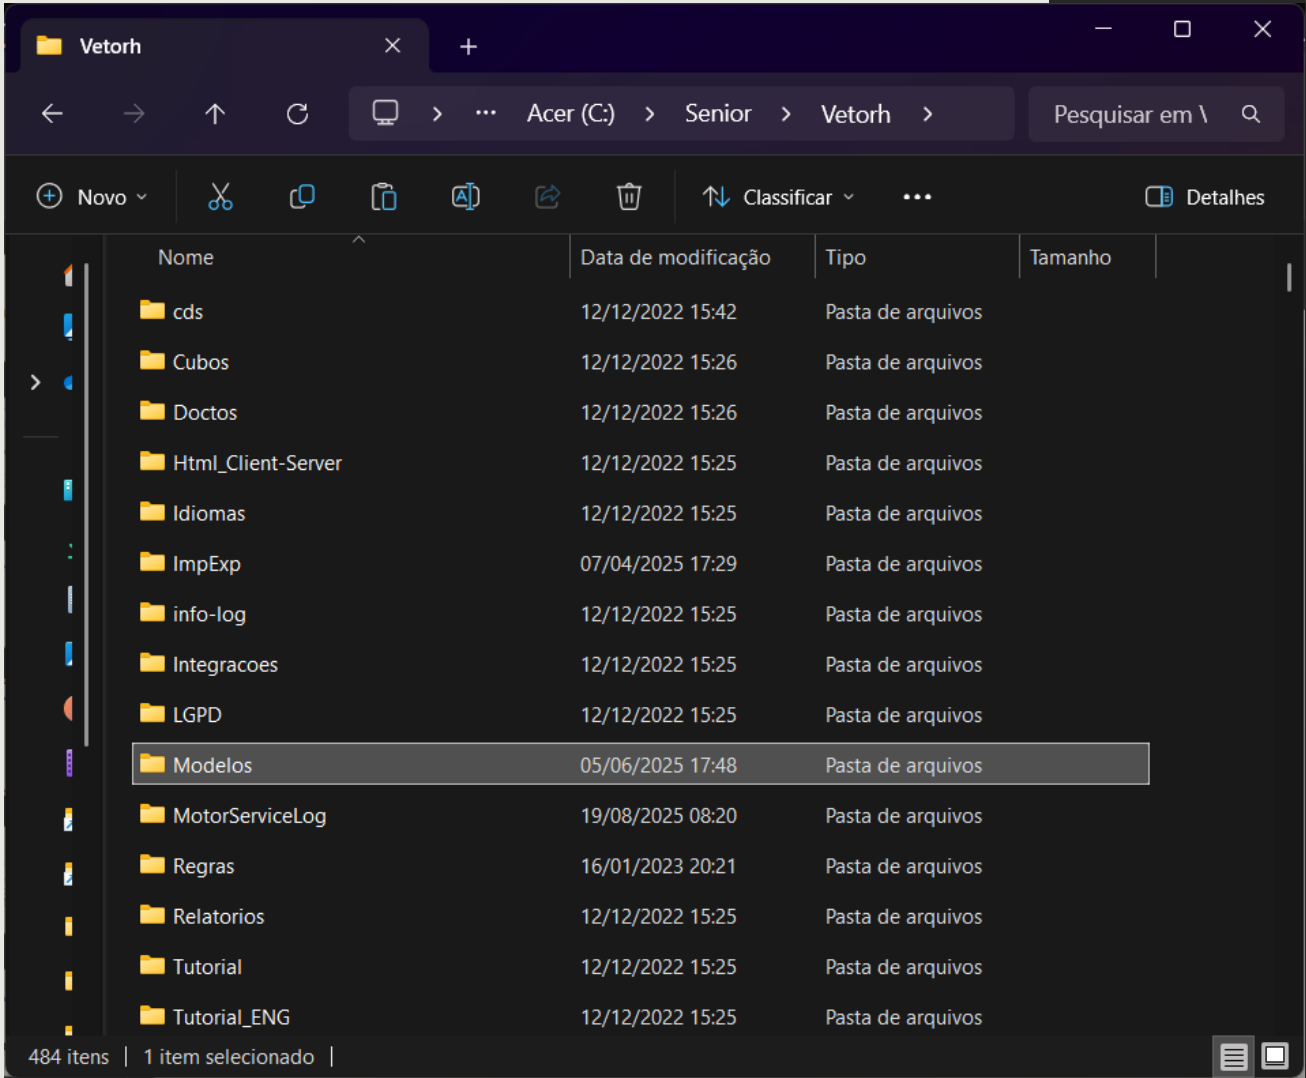 Vetorh
Acer (C:) Senior Vetorh Pesquisar em \
Novo Classificar Detalhes
Nome Data de modificação Tipo Tamanho
cds 12/12/2022 15:42 Pasta de arquivos
Cubos 12/12/2022 15:26 Pasta de arquivos
Doctos 12/12/2022 15:26 Pasta de arquivos
Html_Client-Server 12/12/2022 15:25 Pasta de arquivos
Idiomas 12/12/2022 15:25 Pasta de arquivos
ImpExp 07/04/2025 17:29 Pasta de arquivos
info-log 12/12/2022 15:25 Pasta de arquivos
Integracoes 12/12/2022 15:25 Pasta de arquivos
LGPD 12/12/2022 15:25 Pasta de arquivos
Modelos 05/06/2025 17:48 Pasta de arquivos
MotorServiceLog 19/08/2025 08:20 Pasta de arquivos
Regras 16/01/2023 20:21 Pasta de arquivos
Relatorios 12/12/2022 15:25 Pasta de arquivos
Tutorial 12/12/2022 15:25 Pasta de arquivos
Tutorial_ENG 12/12/2022 15:25 Pasta de arquivos
484 itens 1 item selecionado